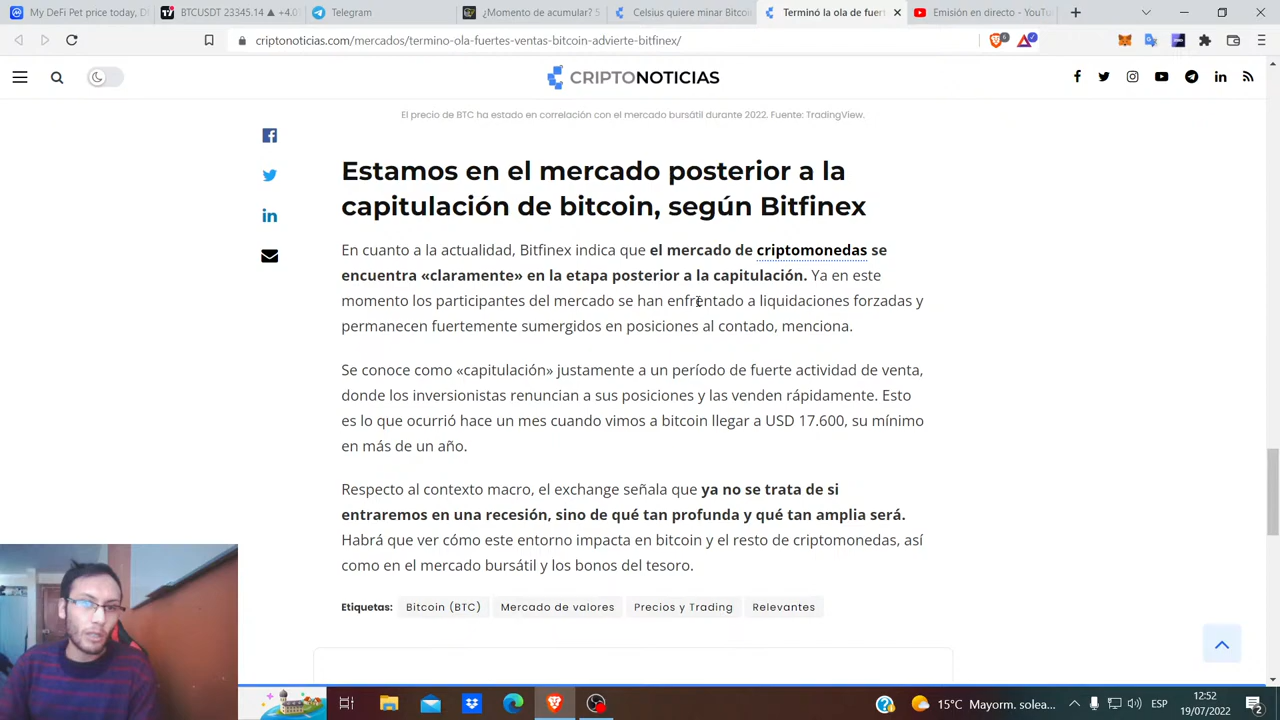 My DeFi Pet price today, D
BTCUSDT 23345.14 ▲ +4.0
Telegram
¿Momento de acumular? S
Celsius quiere minar Bitcoi
Terminó la ola de fuert
Emisión en directo - YouTu
criptonoticias.com/mercados/termino-ola-fuertes-ventas-bitcoin-advierte-bitfinex/
CRIPTONOTICIAS
El precio de BTC ha estado en correlación con el mercado bursátil durante 2022. Fuente: TradingView.
Estamos en el mercado posterior a la
capitulación de bitcoin, según Bitfinex
En cuanto a la actualidad, Bitfinex indica que el mercado de criptomonedas se
encuentra «claramente» en la etapa posterior a la capitulación. Ya en este
momento los participantes del mercado se han enfrentado a liquidaciones forzadas y
permanecen fuertemente sumergidos en posiciones al contado, menciona.
Se conoce como «capitulación» justamente a un período de fuerte actividad de venta,
donde los inversionistas renuncian a sus posiciones y las venden rápidamente. Esto
es lo que ocurrió hace un mes cuando vimos a bitcoin llegar a USD 17.600, su mínimo
en más de un año.
Respecto al contexto macro, el exchange señala que ya no se trata de si
entraremos en una recesión, sino de qué tan profunda y qué tan amplia será.
Habrá que ver cómo este entorno impacta en bitcoin y el resto de criptomonedas, así
como en el mercado bursátil y los bonos del tesoro.
Etiquetas: Bitcoin (BTC) Mercado de valores Precios y Trading Relevantes
15°C Mayorm. solea...
ESP
12:52
19/07/2022
2